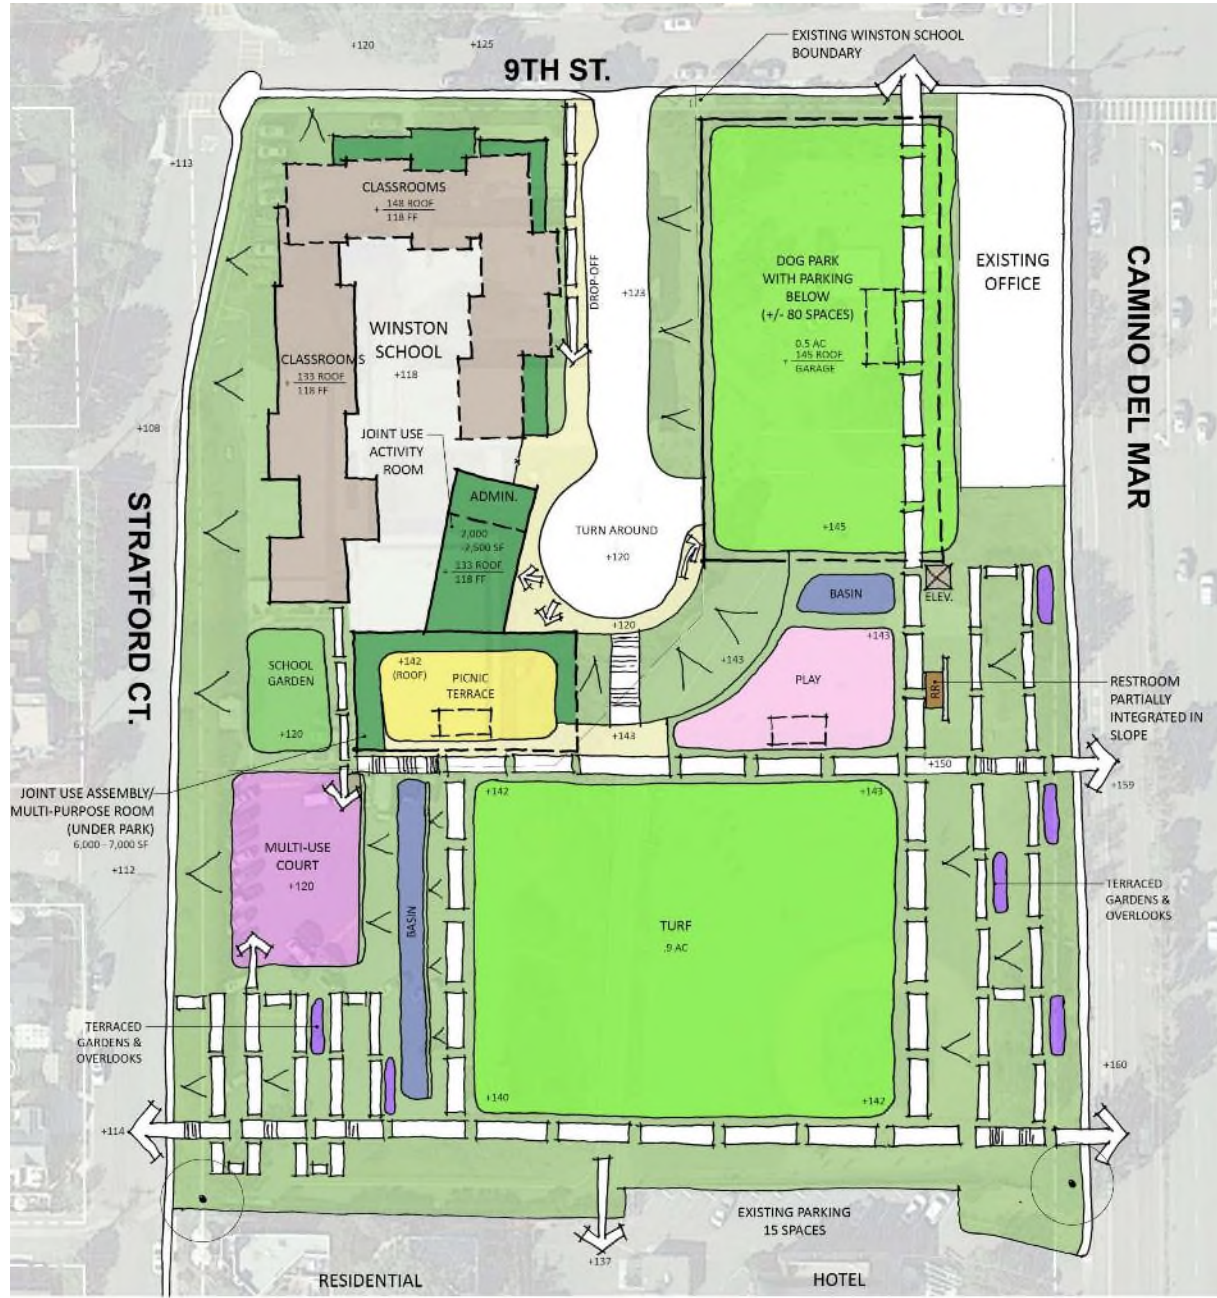 +120
+125
9TH ST.
EXISTING WINSTON SCHOOL
BOUNDARY
+113
CLASSROOMS
+ 148 ROOF
118 FF
DROP-OFF
+123
DOG PARK
WITH PARKING
BELOW
(+/- 80 SPACES)
0.5 AC
+ 145 ROOF
GARAGE
EXISTING
OFFICE
CAMINO DEL MAR
WINSTON
SCHOOL
+118
CLASSROOMS
+ 133 ROOF
118 FF
+108
JOINT USE
ACTIVITY
ROOM
STRATFORD CT.
ADMIN.
2,000
-2,500 SF
+ 133 ROOF
118 FF
TURN AROUND
+120
+145
BASIN
ELEV.
+120
+143
+143
SCHOOL
GARDEN
+120
+142
(ROOF)
PICNIC
TERRACE
+143
PLAY
RR
RESTROOM
PARTIALLY
INTEGRATED IN
SLOPE
+150
+159
JOINT USE ASSEMBLY/
MULTI-PURPOSE ROOM
(UNDER PARK)
6,000 - 7,000 SF
+112
MULTI-USE
COURT
+120
BASIN
+142
+143
TURF
.9 AC
+140
+142
TERRACED
GARDENS &
OVERLOOKS
TERRACED
GARDENS &
OVERLOOKS
+160
+114
EXISTING PARKING
15 SPACES
+137
RESIDENTIAL
HOTEL